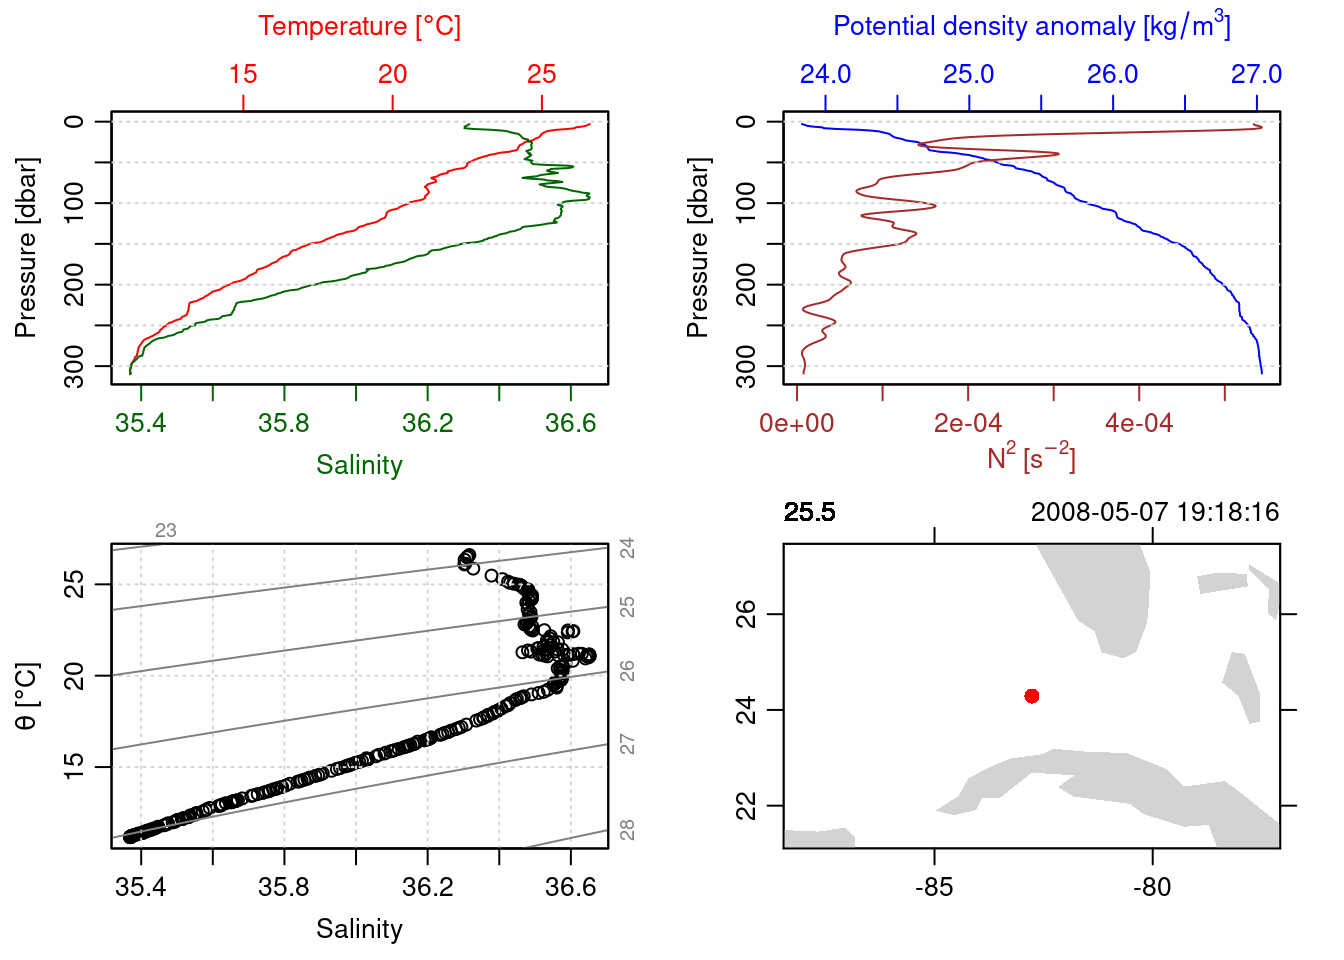 Temperature [°C]
15 20 25
Pressure [dbar]
0 100 200 300
35.4 35.8 36.2 36.6
Salinity
Potential density anomaly [kg/m³]
24.0 25.0 26.0 27.0
Pressure [dbar]
0 100 200 300
0e+00 2e-04 4e-04
N² [s⁻²]
23
24
25
26
27
28
θ [°C]
15 20 25
35.4 35.8 36.2 36.6
Salinity
25.5 2008-05-07 19:18:16
26
24
22
-85 -80